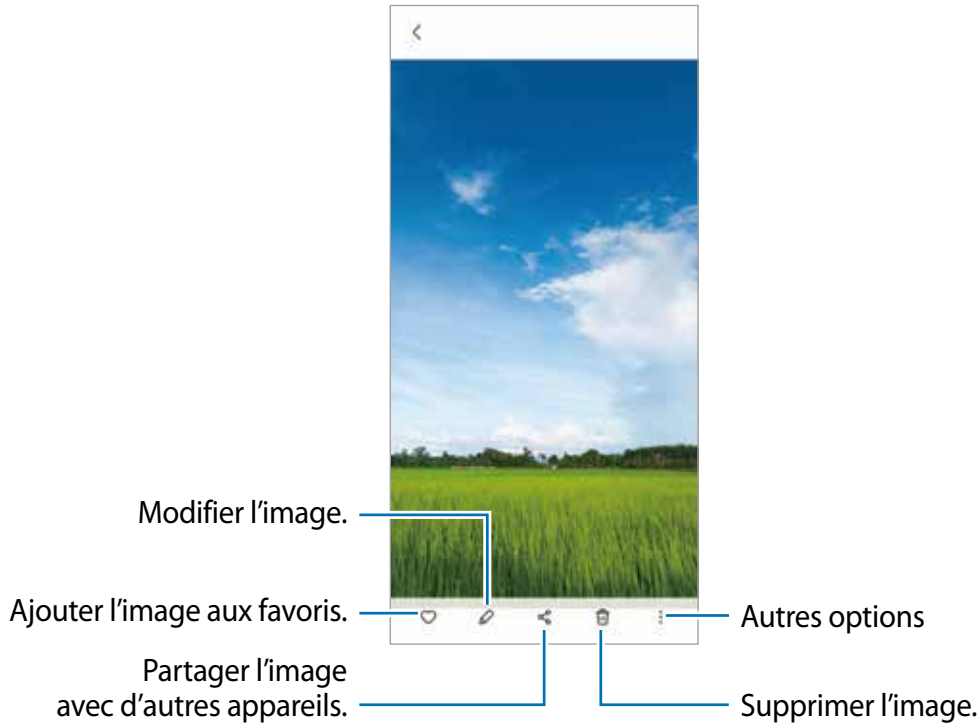 Modifier l'image.
Ajouter l'image aux favoris.
Autres options
Partager l'image
avec d'autres appareils.
Supprimer l'image.